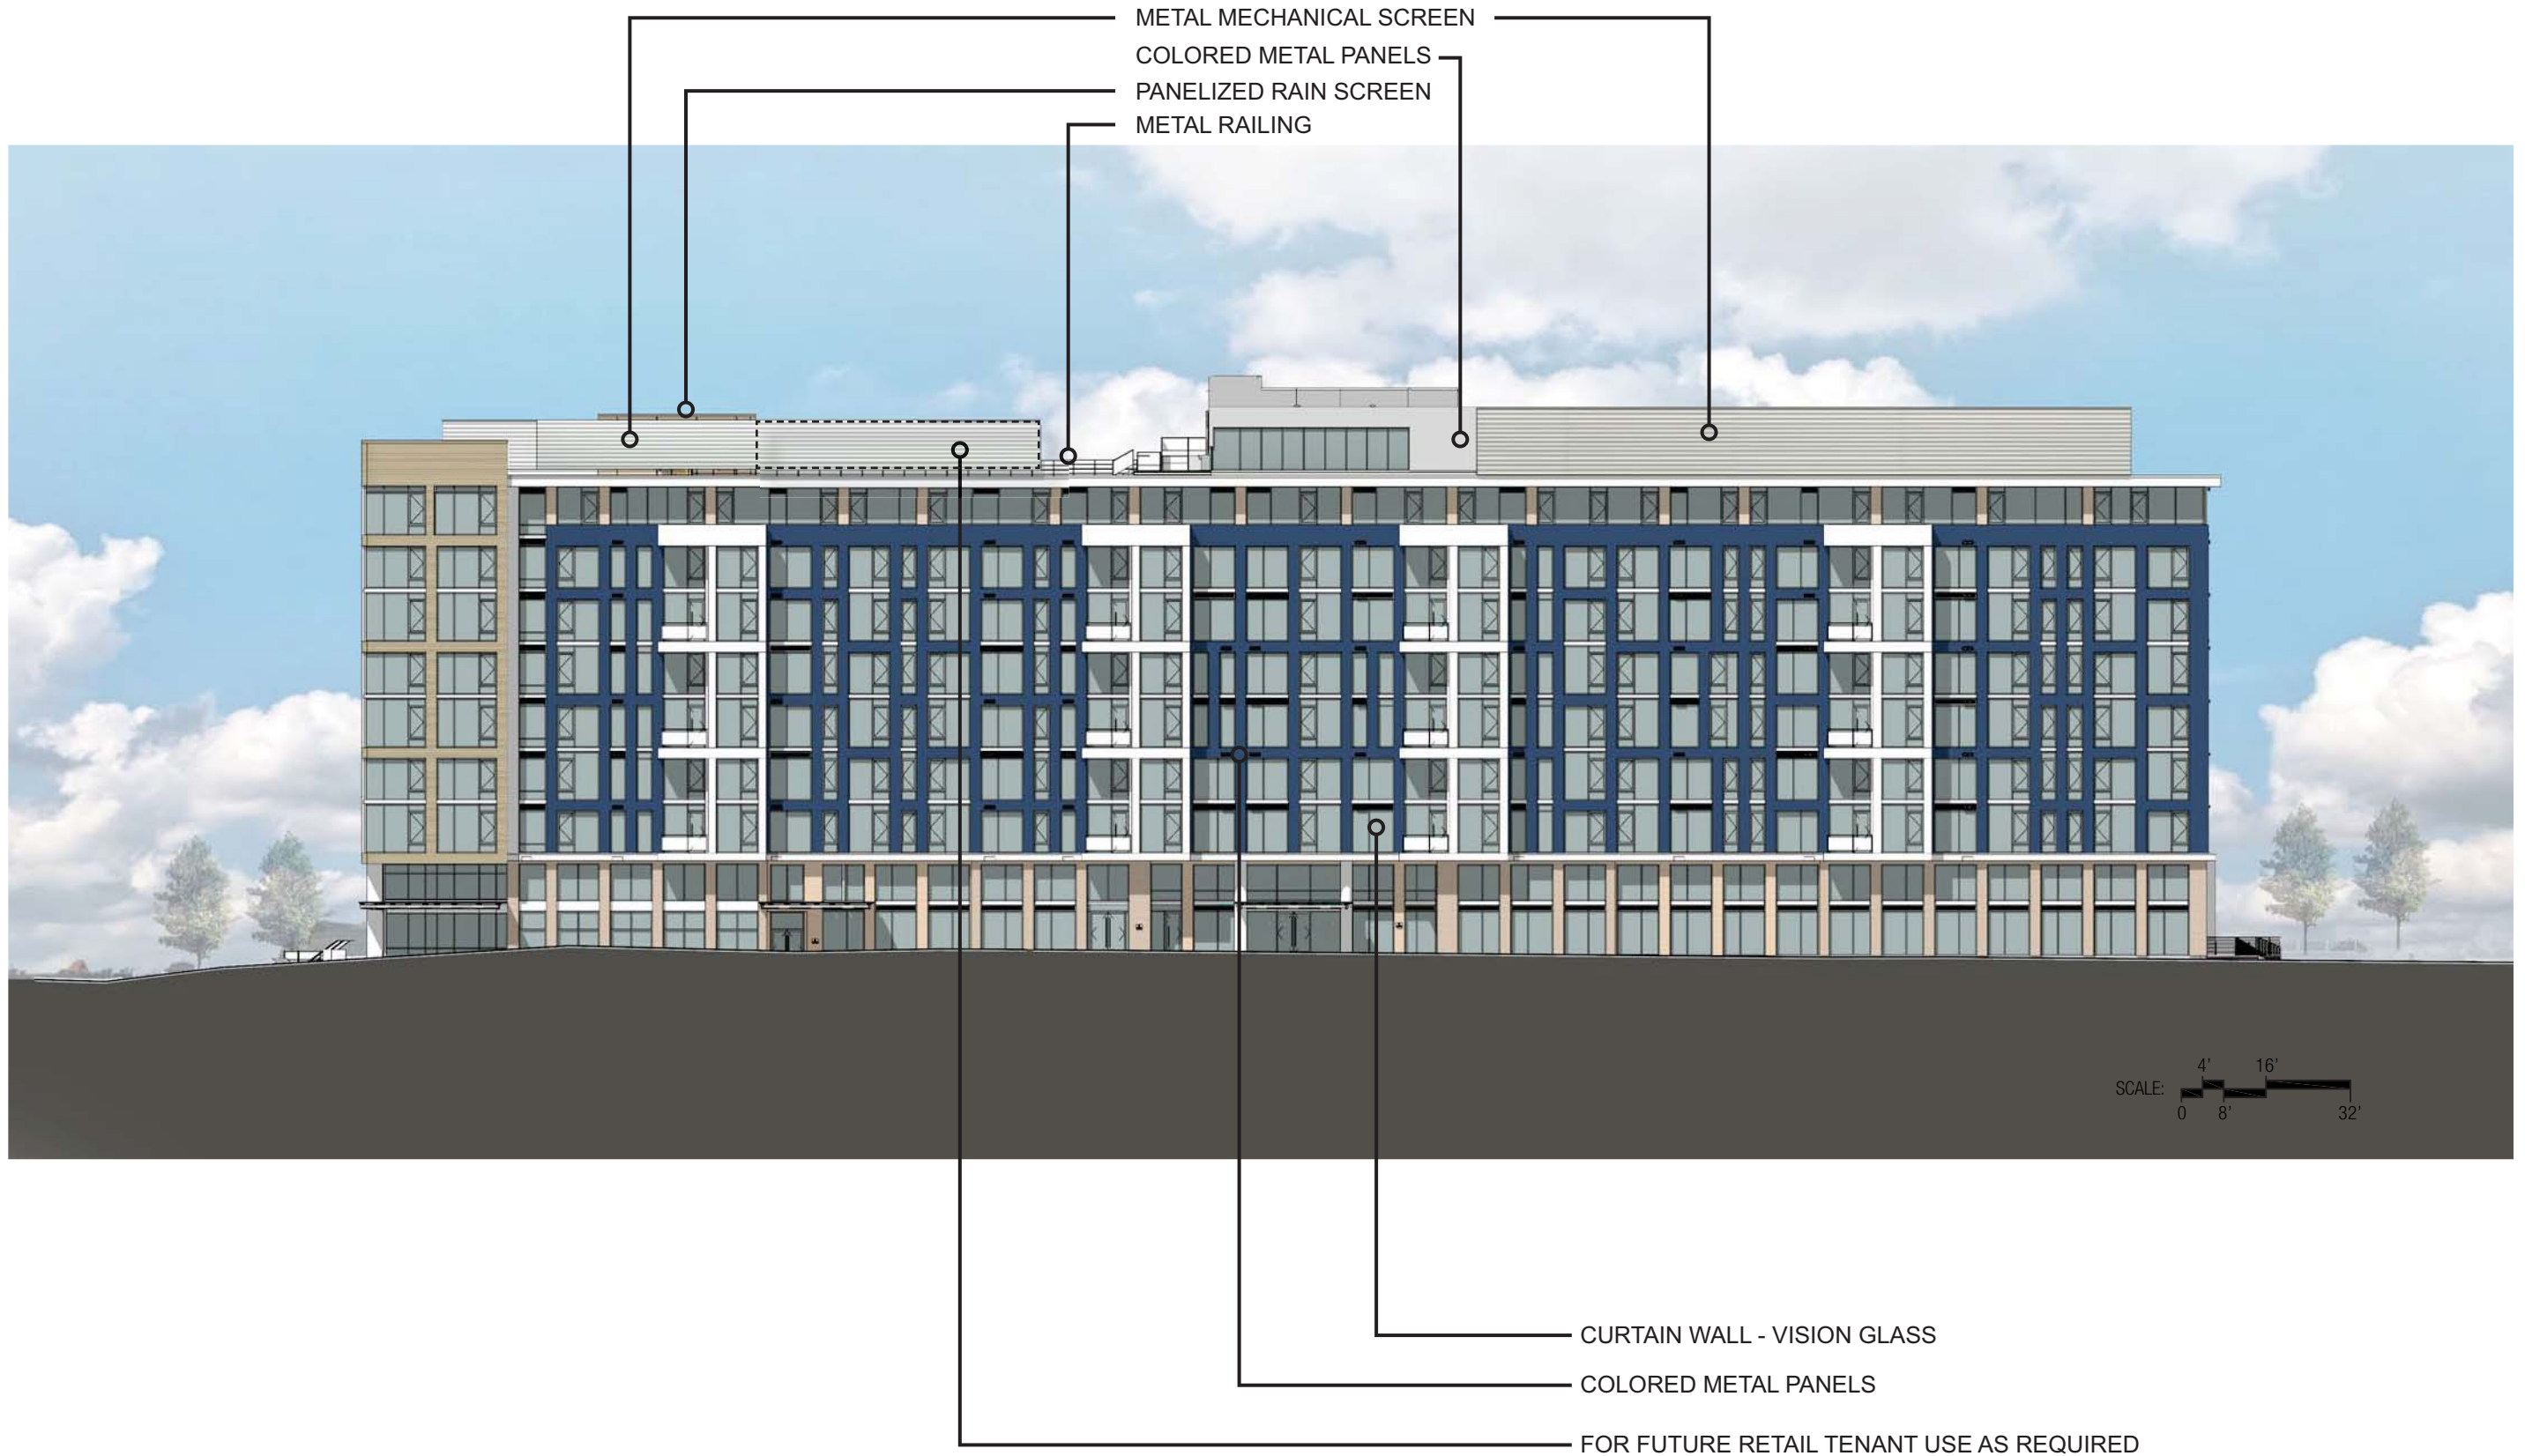 METAL MECHANICAL SCREEN
COLORED METAL PANELS
PANELIZED RAIN SCREEN
METAL RAILING
SCALE:
4' 16'
0 8' 32'
CURTAIN WALL - VISION GLASS
COLORED METAL PANELS
FOR FUTURE RETAIL TENANT USE AS REQUIRED